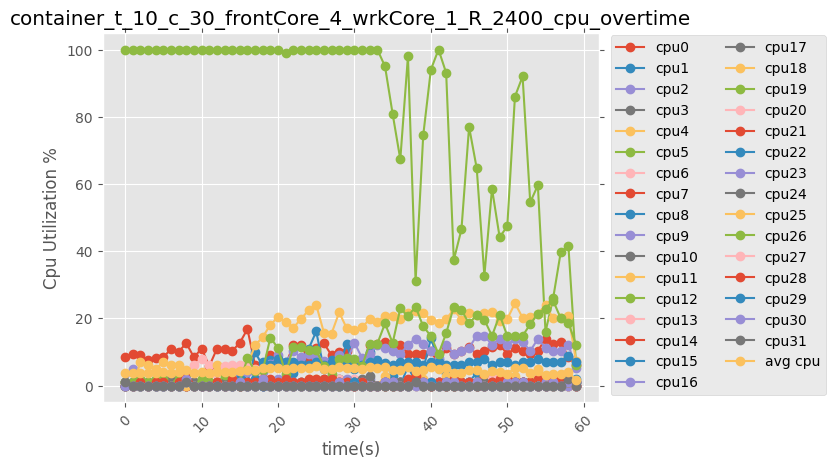 container_t_10_c_30_frontCore_4_wrkCore_1_R_2400_cpu_overtime
100
80
60
40
20
0
Cpu Utilization %
0
10
20
30
40
50
60
time(s)
cpu0
cpu1
cpu2
cpu3
cpu4
cpu5
cpu6
cpu7
cpu8
cpu9
cpu10
cpu11
cpu12
cpu13
cpu14
cpu15
cpu16
cpu17
cpu18
cpu19
cpu20
cpu21
cpu22
cpu23
cpu24
cpu25
cpu26
cpu27
cpu28
cpu29
cpu30
cpu31
avg cpu